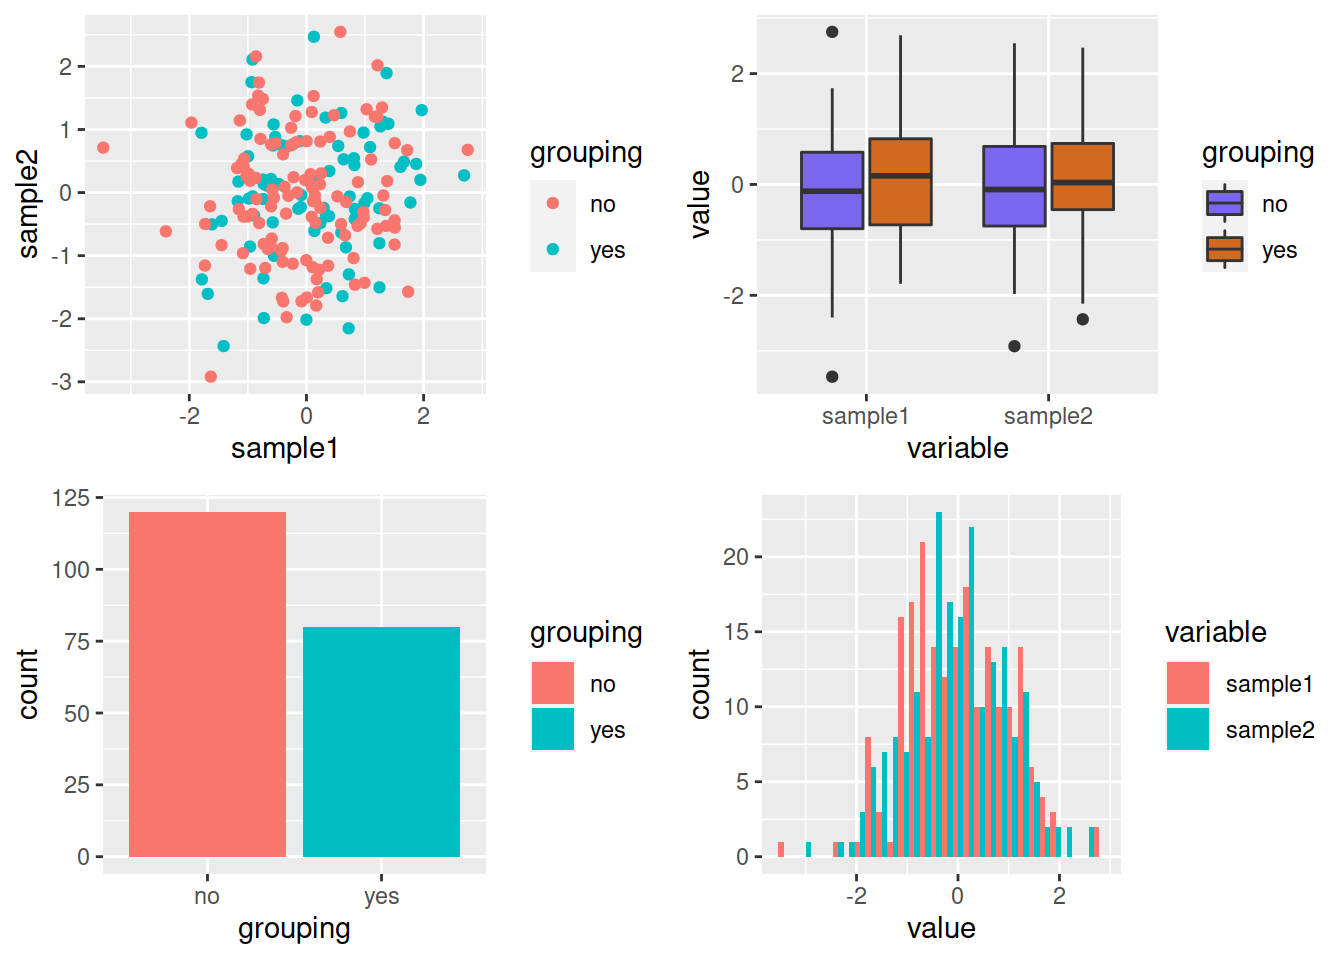 2
1
0
-1
-2
-3
sample2
-2
0
2
sample1
grouping
no
yes
2
0
-2
value
sample1
sample2
variable
grouping
no
yes
125
100
75
50
25
0
count
no
yes
grouping
grouping
no
yes
20
15
10
5
0
count
-2
0
2
value
variable
sample1
sample2